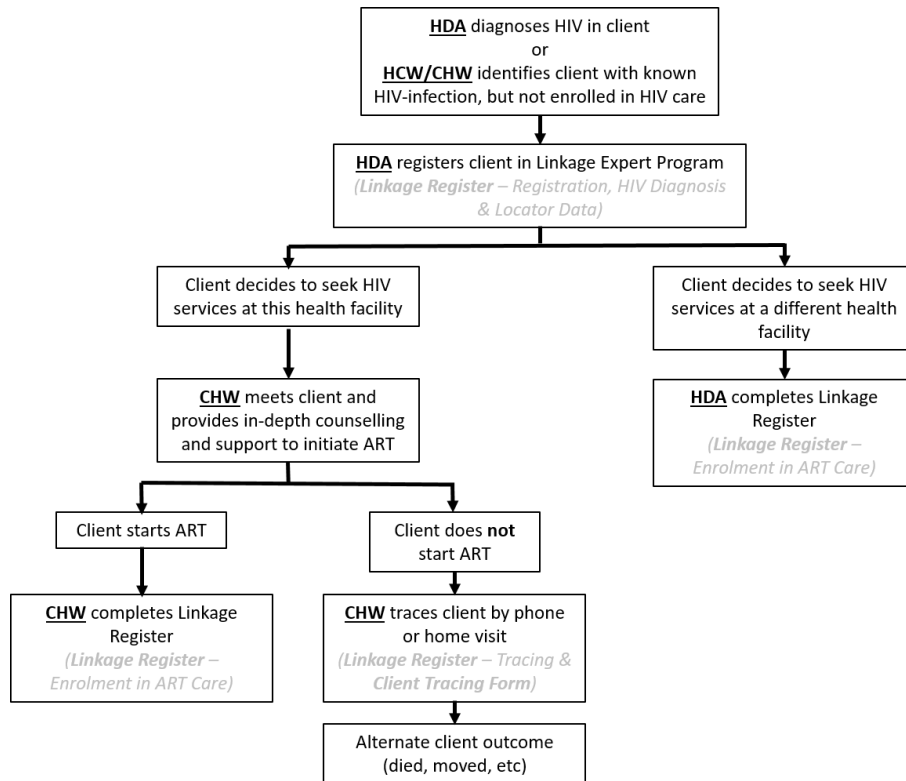 HDA diagnoses HIV in client
or
HCW/CHW identifies client with known
HIV-infection, but not enrolled in HIV care
HDA registers client in Linkage Expert Program
(Linkage Register – Registration, HIV Diagnosis
& Locator Data)
Client decides to seek HIV
services at this health facility
Client decides to seek HIV
services at a different health
facility
CHW meets client and
provides in-depth counselling
and support to initiate ART
HDA completes Linkage
Register
(Linkage Register –
Enrolment in ART Care)
Client starts ART
Client does not
start ART
CHW completes Linkage
Register
(Linkage Register –
Enrolment in ART Care)
CHW traces client by phone
or home visit
(Linkage Register – Tracing &
Client Tracing Form)
Alternate client outcome
(died, moved, etc)